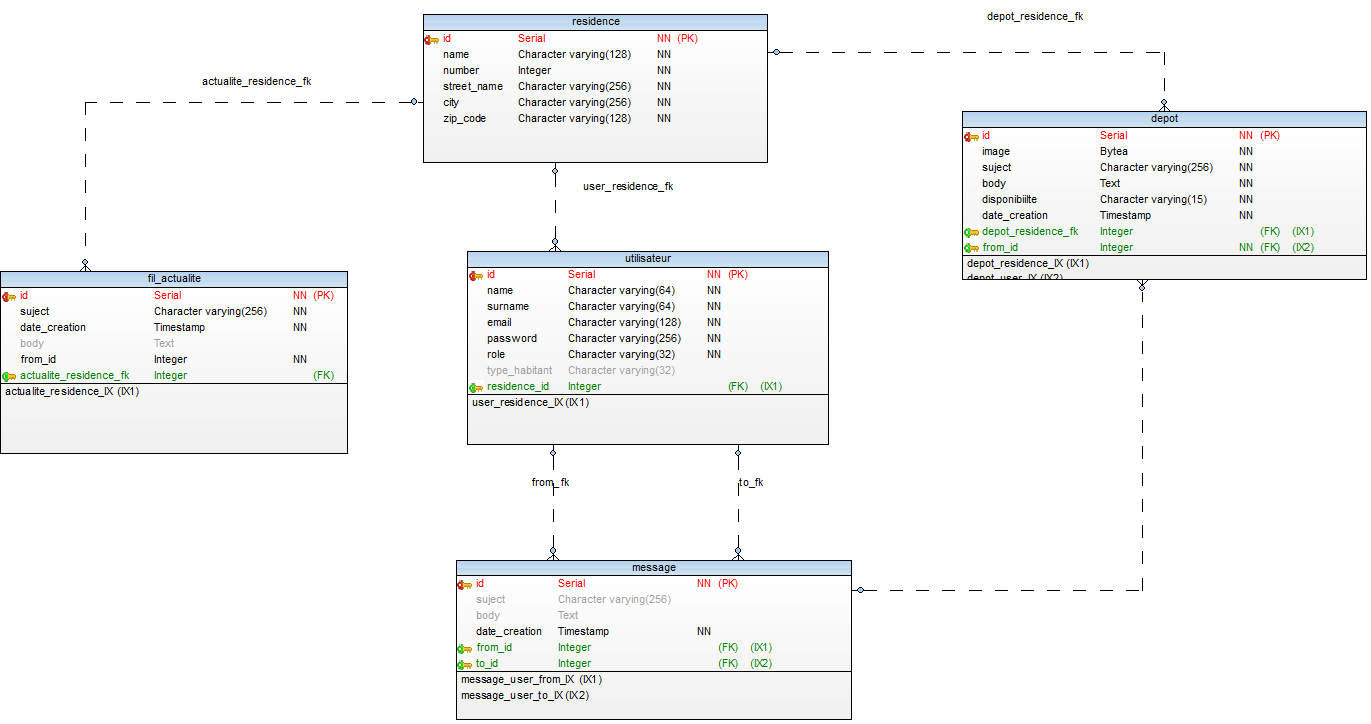 depot_residence_fk
residence
id Serial NN (PK)
name Character varying(128) NN
number Integer NN
street_name Character varying(256) NN
city Character varying(256) NN
zip_code Character varying(128) NN
actualite_residence_fk
user_residence_fk
depot
id Serial NN (PK)
image Bytea NN
suject Character varying(256) NN
body Text NN
disponibiilte Character varying(15) NN
date_creation Timestamp NN
depot_residence_fk Integer (FK) (IX1)
from_id Integer NN (FK) (IX2)
depot_residence_IX (IX1)
depot_user_IX (IX2)
fil_actualite
id Serial NN (PK)
suject Character varying(256) NN
date_creation Timestamp NN
body Text
from_id Integer NN
actualite_residence_fk Integer (FK)
actualite_residence_IX (IX1)
utilisateur
id Serial NN (PK)
name Character varying(64) NN
surname Character varying(64) NN
email Character varying(128) NN
password Character varying(256) NN
role Character varying(32) NN
type_habitant Character varying(32)
residence_id Integer (FK) (IX1)
user_residence_IX (IX1)
from_fk
to_fk
message
id Serial NN (PK)
suject Character varying(256)
body Text
date_creation Timestamp NN
from_id Integer (FK) (IX1)
to_id Integer (FK) (IX2)
message_user_from_IX (IX1)
message_user_to_IX (IX2)